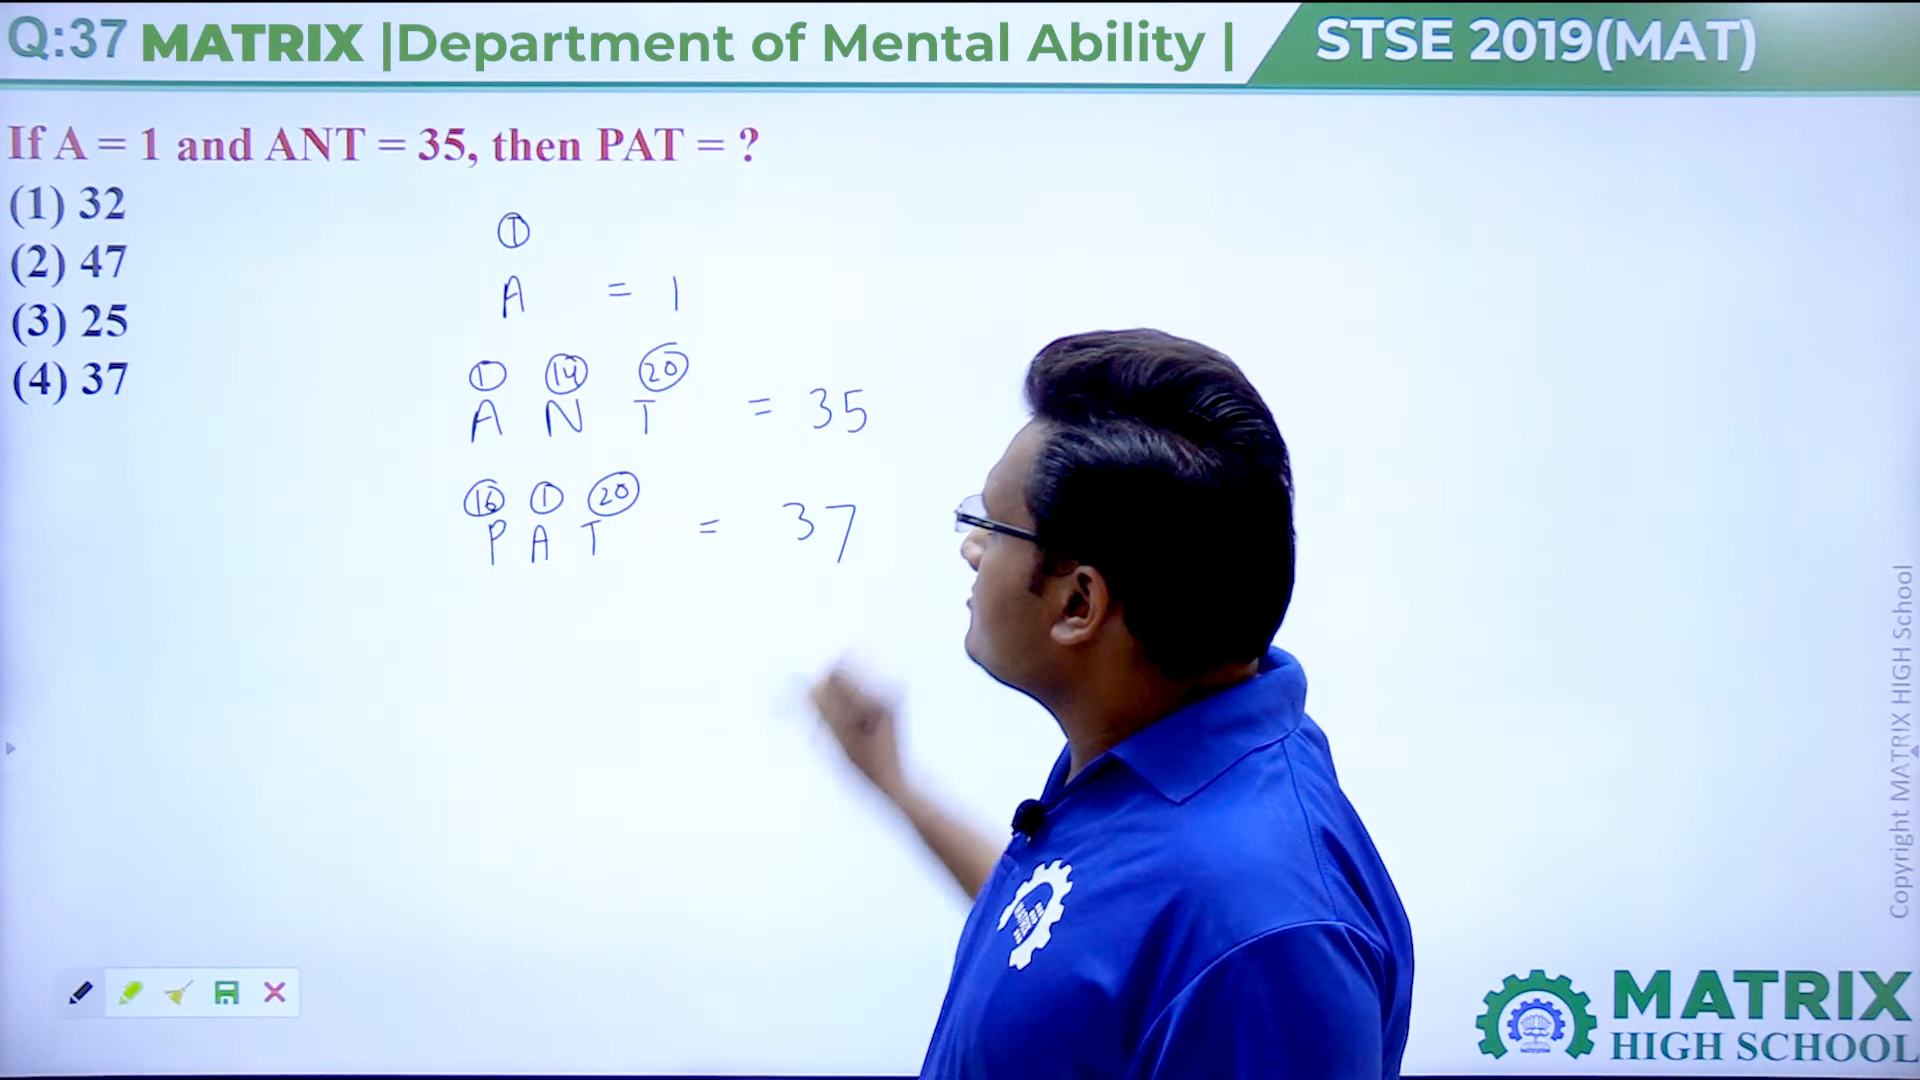 Q:37 MATRIX |Department of Mental Ability | STSE 2019(MAT)
If A = 1 and ANT = 35, then PAT = ?
(1) 32
(2) 47
(3) 25
(4) 37
1
A = 1
1 14 20
A N T = 35
16 1 20
P A T = 37
Copyright MATRIX HIGH School
MATRIX
HIGH SCHOOL